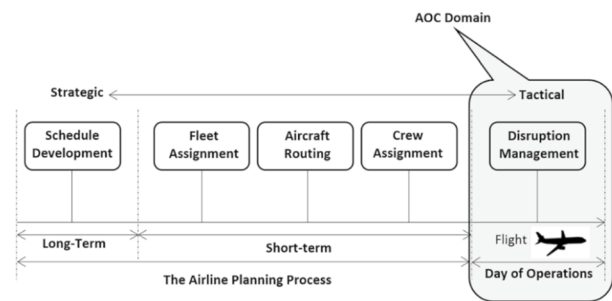 AOC Domain
Strategic
Tactical
Schedule
Development
Fleet
Assignment
Aircraft
Routing
Crew
Assignment
Disruption
Management
Long-Term
Short-term
Flight
The Airline Planning Process
Day of Operations